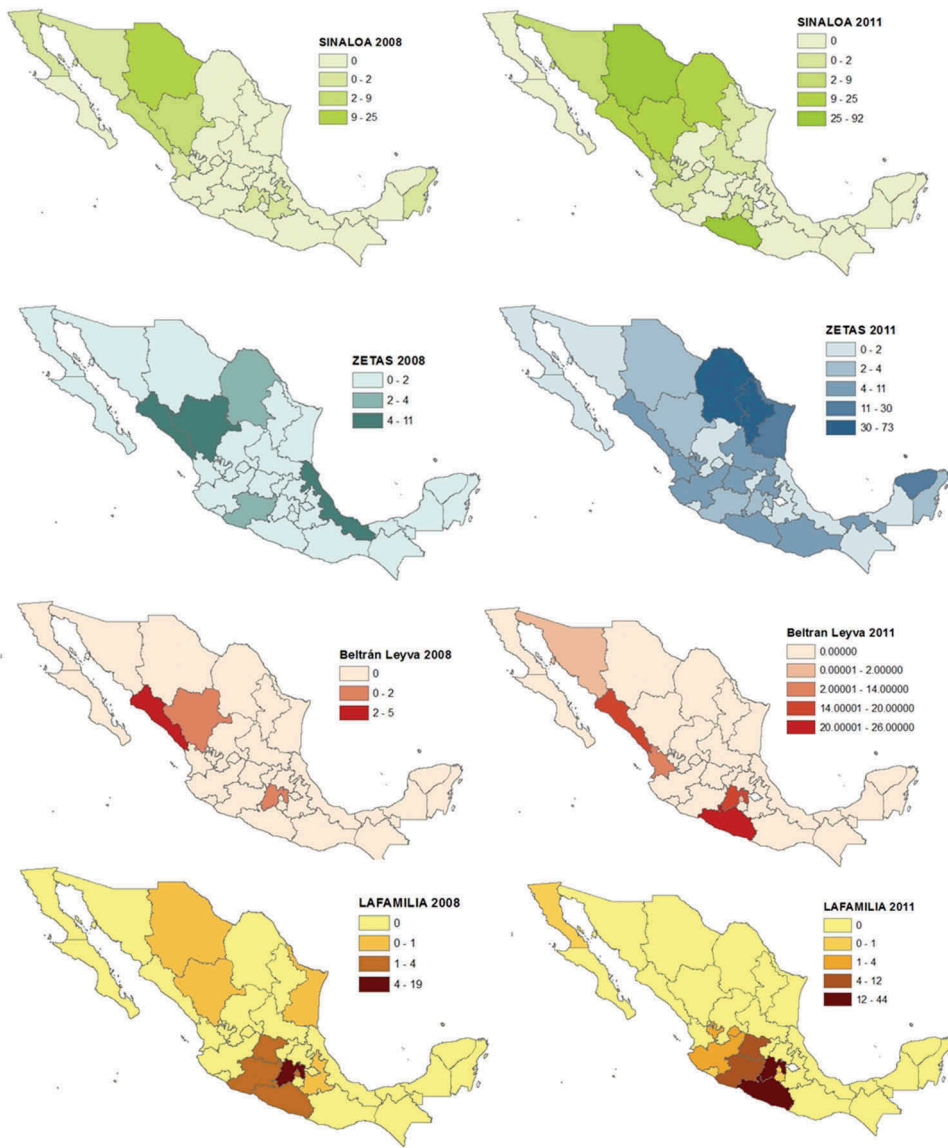 SINALOA 2008
0
0 - 2
2 - 9
9 - 25
SINALOA 2011
0
0 - 2
2 - 9
9 - 25
25 - 92
ZETAS 2008
0 - 2
2 - 4
4 - 11
ZETAS 2011
0 - 2
2 - 4
4 - 11
11 - 30
30 - 73
Beltrán Leyva 2008
0
0 - 2
2 - 5
Beltran Leyva 2011
0.00000
0.00001 - 2.00000
2.00001 - 14.00000
14.00001 - 20.00000
20.00001 - 26.00000
LAFAMILIA 2008
0
0 - 1
1 - 4
4 - 19
LAFAMILIA 2011
0
0 - 1
1 - 4
4 - 12
12 - 44